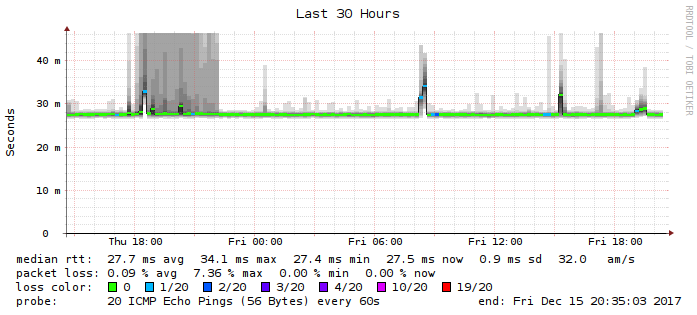 Last 30 Hours
RRDTOOL / TOBI OETIKER
Seconds
40 m
30 m
20 m
10 m
0
Thu 18:00 Fri 00:00 Fri 06:00 Fri 12:00 Fri 18:00
median rtt: 27.7 ms avg 34.1 ms max 27.4 ms min 27.5 ms now 0.9 ms sd 32.0 am/s
packet loss: 0.09 % avg 7.36 % max 0.00 % min 0.00 % now
loss color: 0 1/20 2/20 3/20 4/20 10/20 19/20
probe: 20 ICMP Echo Pings (56 Bytes) every 60s end: Fri Dec 15 20:35:03 2017